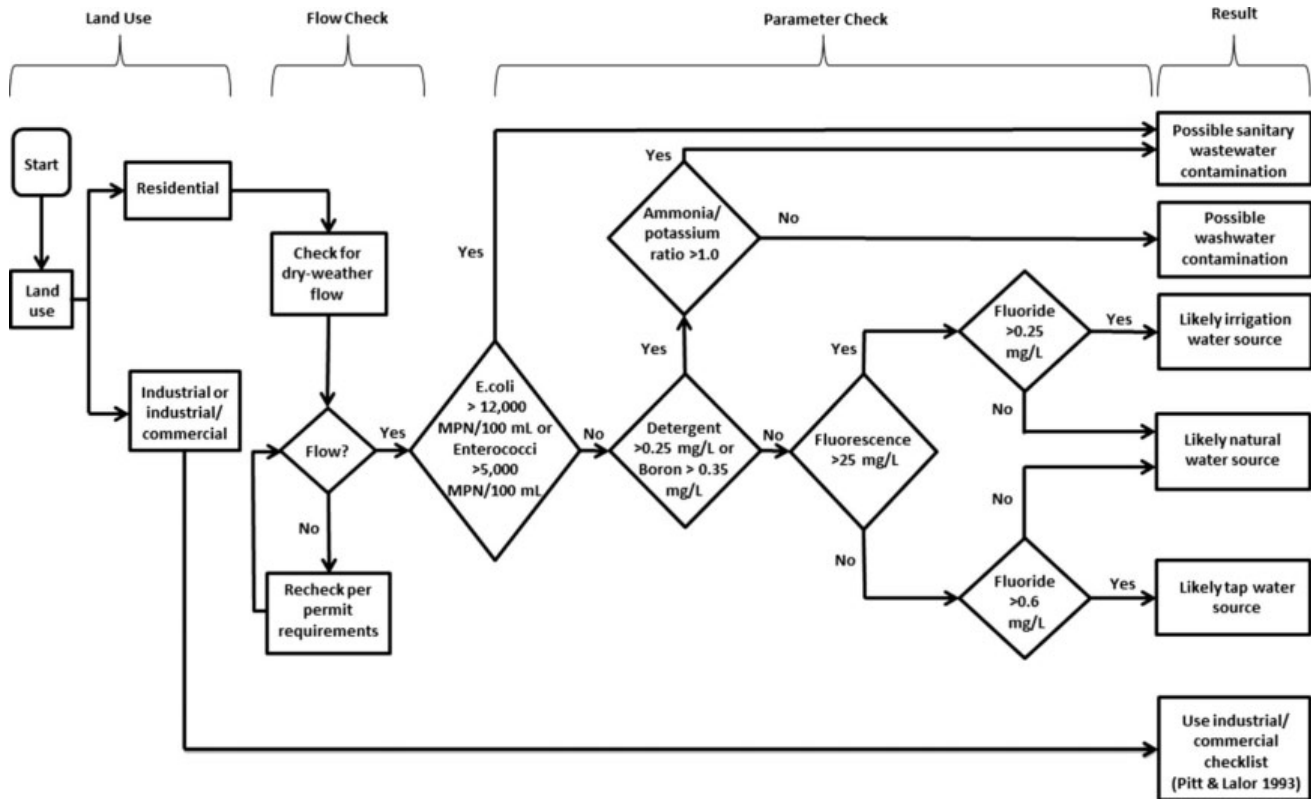 Land Use
Flow Check
Parameter Check
Result
Start
Land
use
Residential
Industrial or
industrial/
commercial
Check for
dry-weather
flow
Flow?
Yes
No
Recheck per
permit
requirements
E.coli
> 12,000
MPN/100 mL or
Enterococci
>5,000
MPN/100 mL
Yes
No
Detergent
>0.25 mg/L or
Boron > 0.35
mg/L
Yes
No
Ammonia/
potassium
ratio >1.0
Yes
No
Fluorescence
>25 mg/L
Yes
No
Fluoride
>0.25
mg/L
Yes
No
Fluoride
>0.6
mg/L
No
Yes
Possible sanitary
wastewater
contamination
Possible
washwater
contamination
Likely irrigation
water source
Likely natural
water source
Likely tap water
source
Use industrial/
commercial
checklist
(Pitt & Lalor 1993)